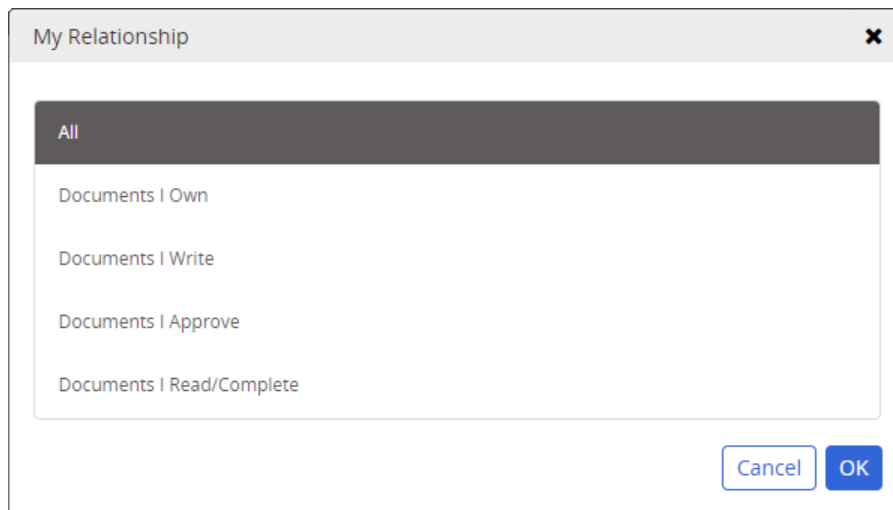 My Relationship
All
Documents I Own
Documents I Write
Documents I Approve
Documents I Read/Complete
Cancel OK